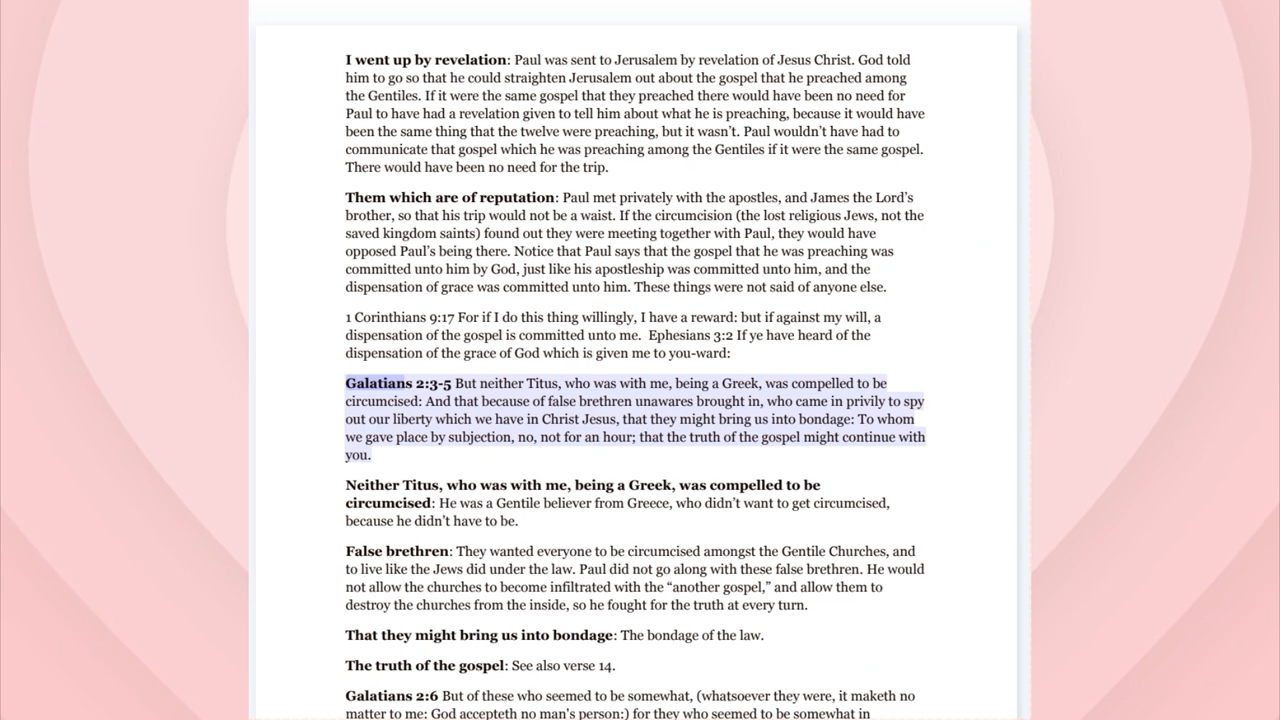 I went up by revelation: Paul was sent to Jerusalem by revelation of Jesus Christ. God told
him to go so that he could straighten Jerusalem out about the gospel that he preached among
the Gentiles. If it were the same gospel that they preached there would have been no need for
Paul to have had a revelation given to tell him about what he is preaching, because it would have
been the same thing that the twelve were preaching, but it wasn’t. Paul wouldn’t have had to
communicate that gospel which he was preaching among the Gentiles if it were the same gospel.
There would have been no need for the trip.
Them which are of reputation: Paul met privately with the apostles, and James the Lord’s
brother, so that his trip would not be a waist. If the circumcision (the lost religious Jews, not the
saved kingdom saints) found out they were meeting together with Paul, they would have
opposed Paul’s being there. Notice that Paul says that the gospel that he was preaching was
committed unto him by God, just like his apostleship was committed unto him, and the
dispensation of grace was committed unto him. These things were not said of anyone else.
1 Corinthians 9:17 For if I do this thing willingly, I have a reward: but if against my will, a
dispensation of the gospel is committed unto me.  Ephesians 3:2 If ye have heard of the
dispensation of the grace of God which is given me to you-ward:
Galatians 2:3-5 But neither Titus, who was with me, being a Greek, was compelled to be
circumcised: And that because of false brethren unawares brought in, who came in privily to spy
out our liberty which we have in Christ Jesus, that they might bring us into bondage: To whom
we gave place by subjection, no, not for an hour; that the truth of the gospel might continue with
you.
Neither Titus, who was with me, being a Greek, was compelled to be
circumcised: He was a Gentile believer from Greece, who didn’t want to get circumcised,
because he didn’t have to be.
False brethren: They wanted everyone to be circumcised amongst the Gentile Churches, and
to live like the Jews did under the law. Paul did not go along with these false brethren. He would
not allow the churches to become infiltrated with the “another gospel,” and allow them to
destroy the churches from the inside, so he fought for the truth at every turn.
That they might bring us into bondage: The bondage of the law.
The truth of the gospel: See also verse 14.
Galatians 2:6 But of these who seemed to be somewhat, (whatsoever they were, it maketh no
matter to me: God accepteth no man's person:) for they who seemed to be somewhat in